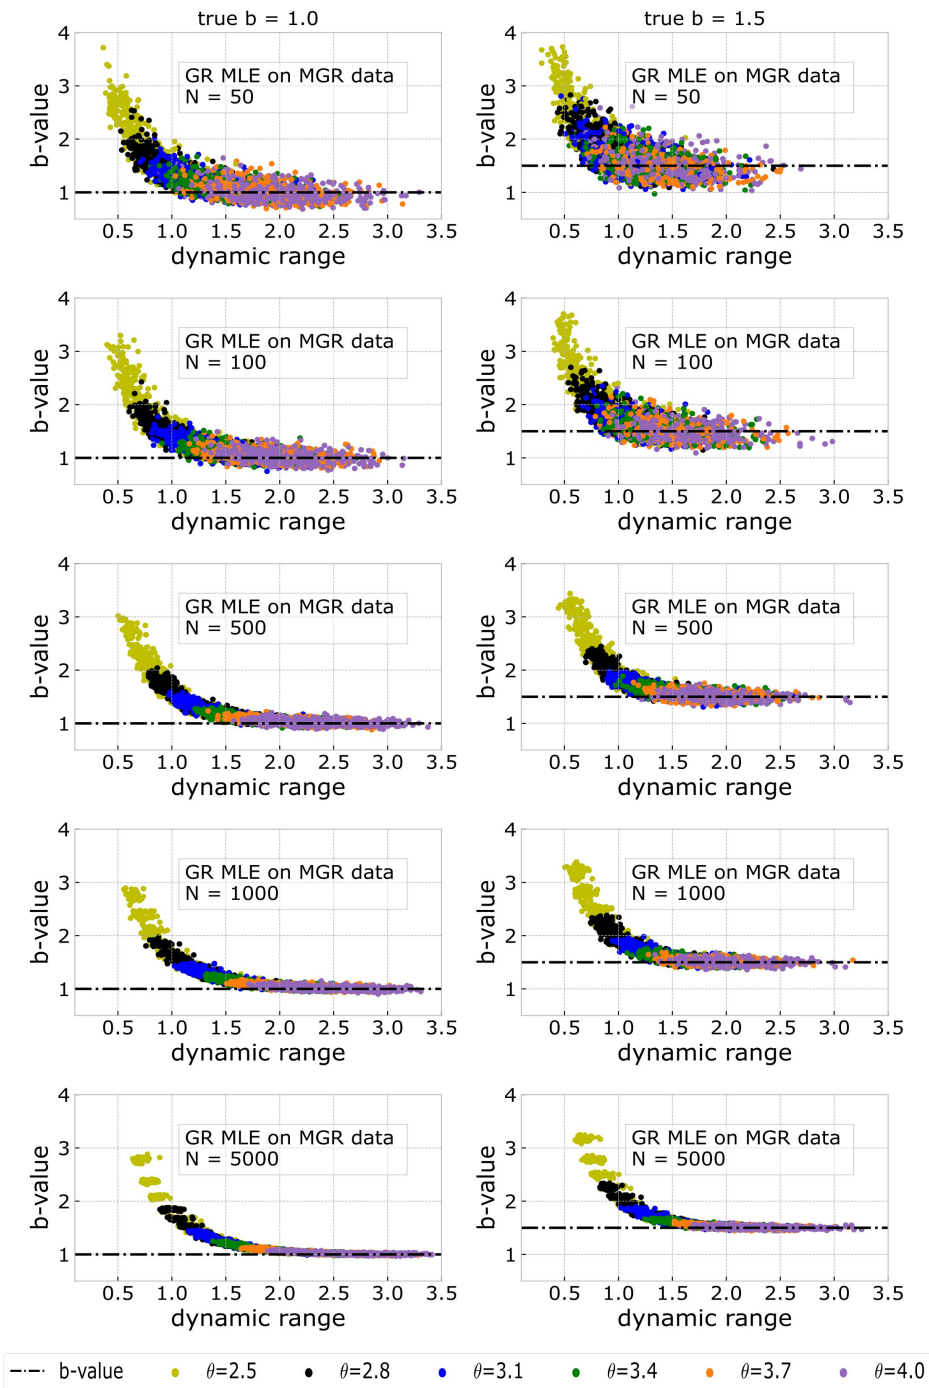 true b = 1.0
true b = 1.5
b-value
4
3
2
1
GR MLE on MGR data
N = 50
0.5 1.0 1.5 2.0 2.5 3.0 3.5
dynamic range
b-value
4
3
2
1
GR MLE on MGR data
N = 50
0.5 1.0 1.5 2.0 2.5 3.0 3.5
dynamic range
b-value
4
3
2
1
GR MLE on MGR data
N = 100
0.5 1.0 1.5 2.0 2.5 3.0 3.5
dynamic range
b-value
4
3
2
1
GR MLE on MGR data
N = 100
0.5 1.0 1.5 2.0 2.5 3.0 3.5
dynamic range
b-value
4
3
2
1
GR MLE on MGR data
N = 500
0.5 1.0 1.5 2.0 2.5 3.0 3.5
dynamic range
b-value
4
3
2
1
GR MLE on MGR data
N = 500
0.5 1.0 1.5 2.0 2.5 3.0 3.5
dynamic range
b-value
4
3
2
1
GR MLE on MGR data
N = 1000
0.5 1.0 1.5 2.0 2.5 3.0 3.5
dynamic range
b-value
4
3
2
1
GR MLE on MGR data
N = 1000
0.5 1.0 1.5 2.0 2.5 3.0 3.5
dynamic range
b-value
4
3
2
1
GR MLE on MGR data
N = 5000
0.5 1.0 1.5 2.0 2.5 3.0 3.5
dynamic range
b-value
4
3
2
1
GR MLE on MGR data
N = 5000
0.5 1.0 1.5 2.0 2.5 3.0 3.5
dynamic range
b-value θ=2.5 θ=2.8 θ=3.1 θ=3.4 θ=3.7 θ=4.0